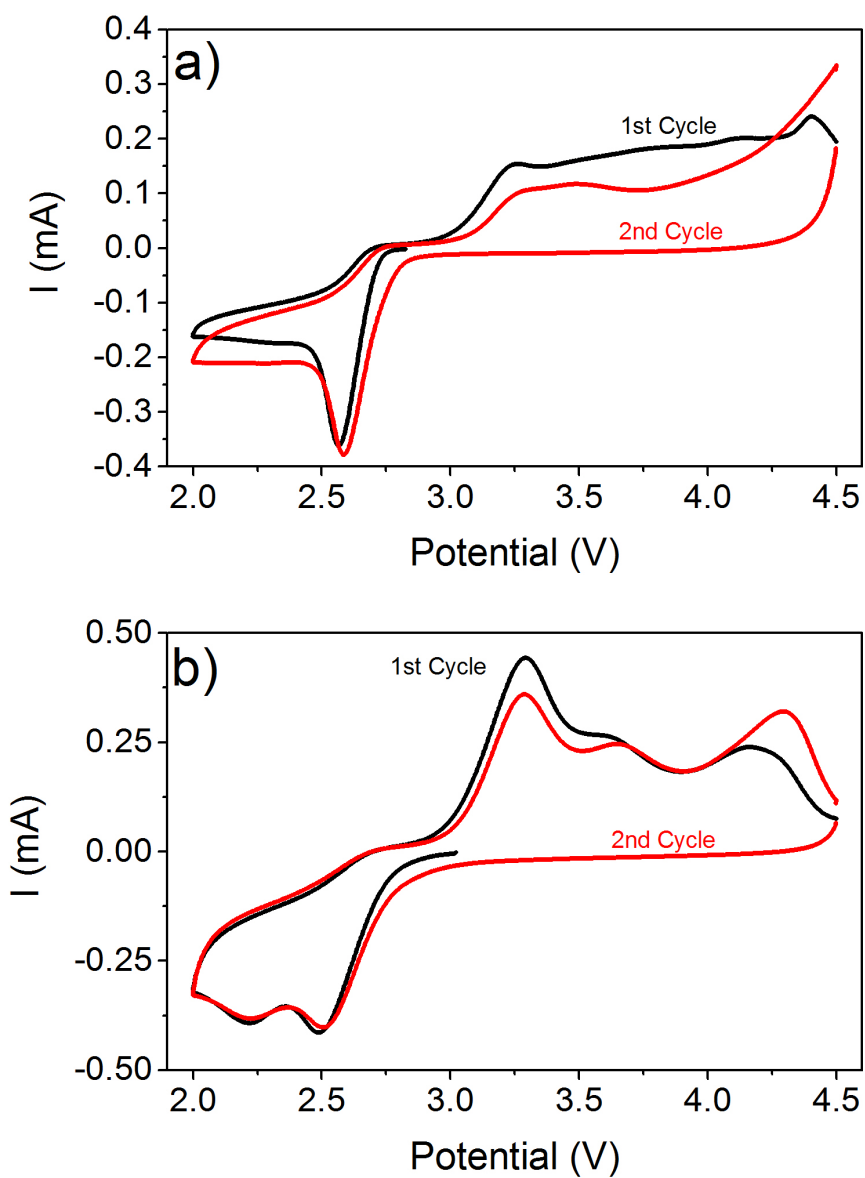 a)
0.4
0.3
0.2
0.1
0.0
-0.1
-0.2
-0.3
-0.4
I (mA)
1st Cycle
2nd Cycle
2.0 2.5 3.0 3.5 4.0 4.5
Potential (V)
b)
0.50
0.25
0.00
-0.25
-0.50
I (mA)
1st Cycle
2nd Cycle
2.0 2.5 3.0 3.5 4.0 4.5
Potential (V)